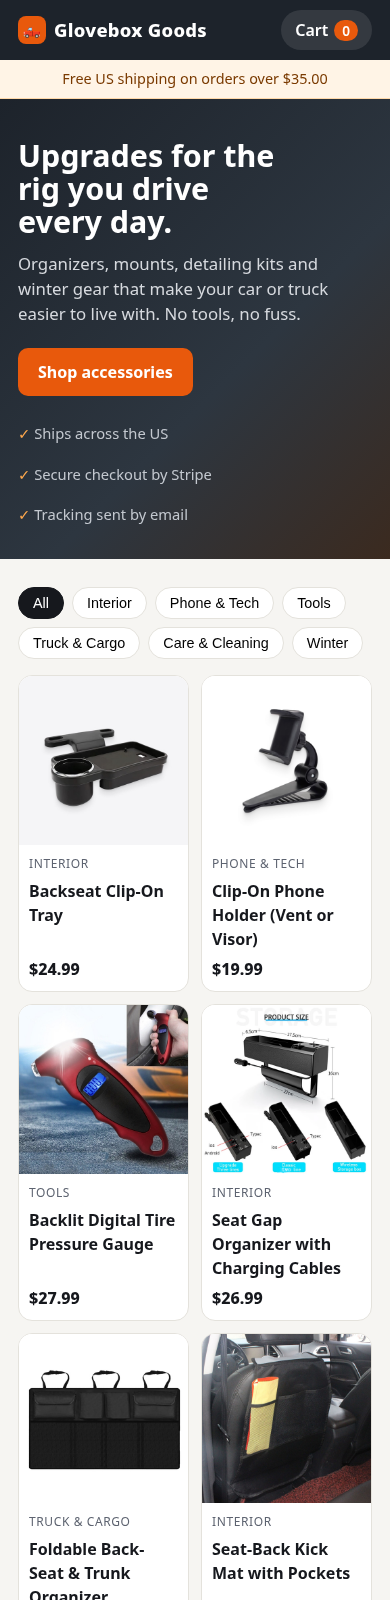 Glovebox Goods
Cart 0
Free US shipping on orders over $35.00
Upgrades for the
rig you drive
every day.
Organizers, mounts, detailing kits and
winter gear that make your car or truck
easier to live with. No tools, no fuss.
Shop accessories
✓ Ships across the US
✓ Secure checkout by Stripe
✓ Tracking sent by email
All Interior Phone & Tech Tools
Truck & Cargo Care & Cleaning Winter
INTERIOR
Backseat Clip-On
Tray
$24.99
PHONE & TECH
Clip-On Phone
Holder (Vent or
Visor)
$19.99
TOOLS
Backlit Digital Tire
Pressure Gauge
$27.99
STORAGE
PRODUCT SIZE
INTERIOR
Seat Gap
Organizer with
Charging Cables
$26.99
TRUCK & CARGO
Foldable Back-
Seat & Trunk
Organizer
INTERIOR
Seat-Back Kick
Mat with Pockets